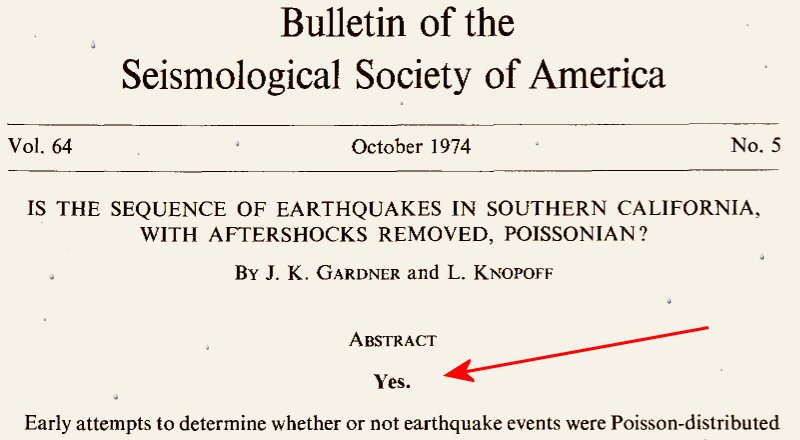 Bulletin of the
Seismological Society of America
Vol. 64
October 1974
No. 5
IS THE SEQUENCE OF EARTHQUAKES IN SOUTHERN CALIFORNIA,
WITH AFTERSHOCKS REMOVED, POISSONIAN?
BY J. K. GARDNER and L. KNOPOFF
ABSTRACT
Yes.
Early attempts to determine whether or not earthquake events were Poisson-distributed